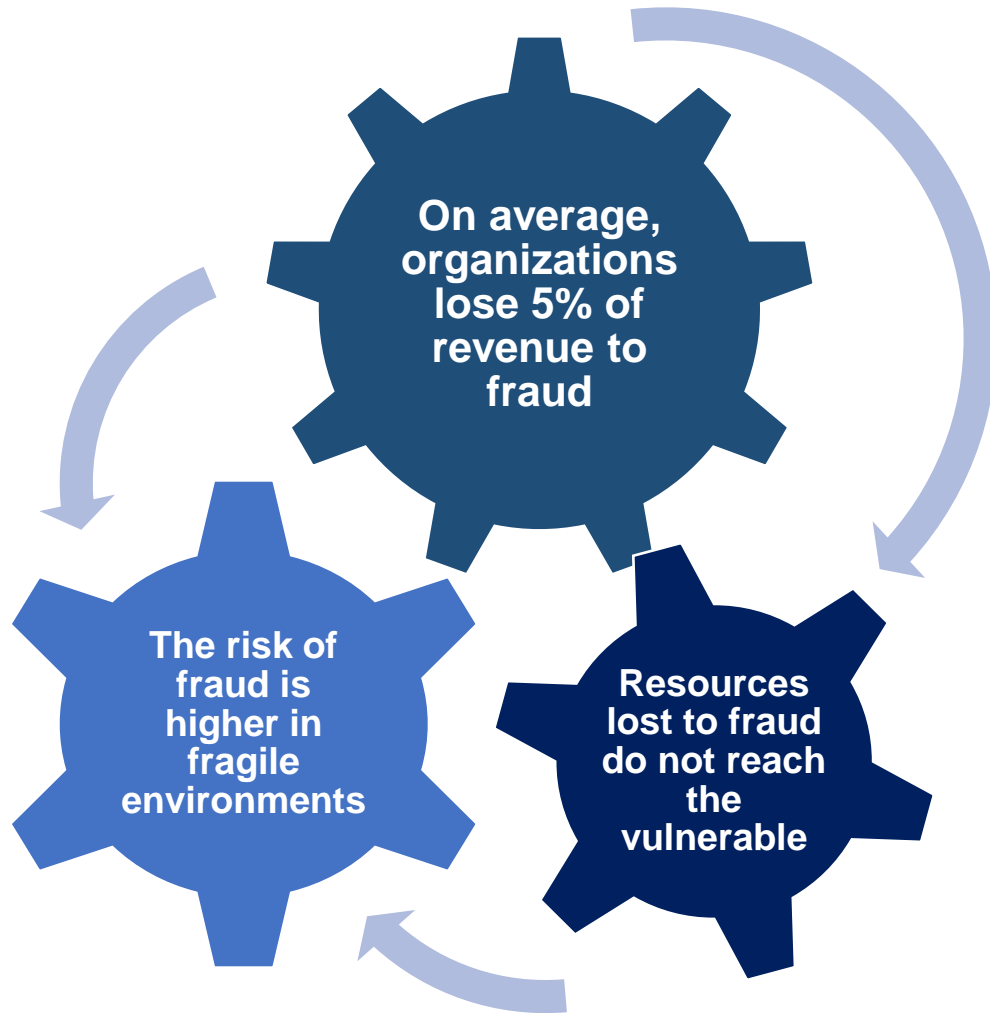 On average,
organizations
lose 5% of
revenue to
fraud
The risk of
fraud is
higher in
fragile
environments
Resources
lost to fraud
do not reach
the
vulnerable